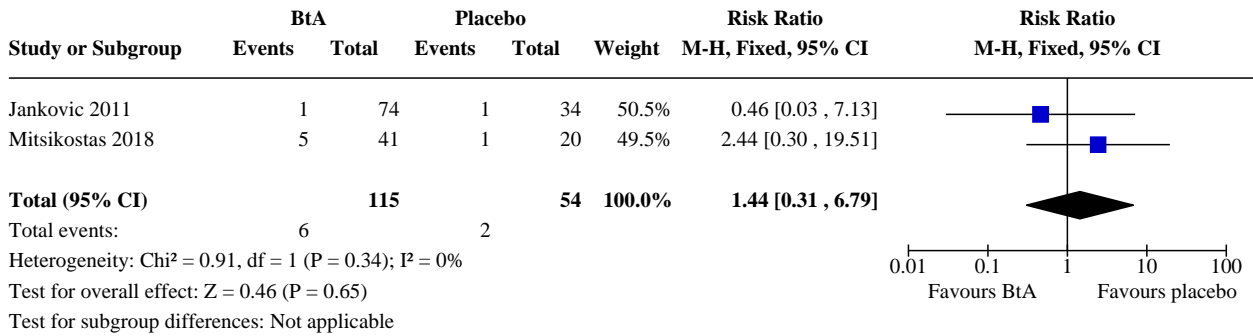 BtA Placebo Risk Ratio Risk Ratio
Study or Subgroup Events Total Events Total Weight M-H, Fixed, 95% CI M-H, Fixed, 95% CI
Jankovic 2011 1 74 1 34 50.5% 0.46 [0.03 , 7.13]
Mitsikostas 2018 5 41 1 20 49.5% 2.44 [0.30 , 19.51]
Total (95% CI) 115 54 100.0% 1.44 [0.31 , 6.79]
Total events: 6 2
Heterogeneity: Chi² = 0.91, df = 1 (P = 0.34); I² = 0%
Test for overall effect: Z = 0.46 (P = 0.65)
Test for subgroup differences: Not applicable
0.01 0.1 1 10 100
Favours BtA Favours placebo